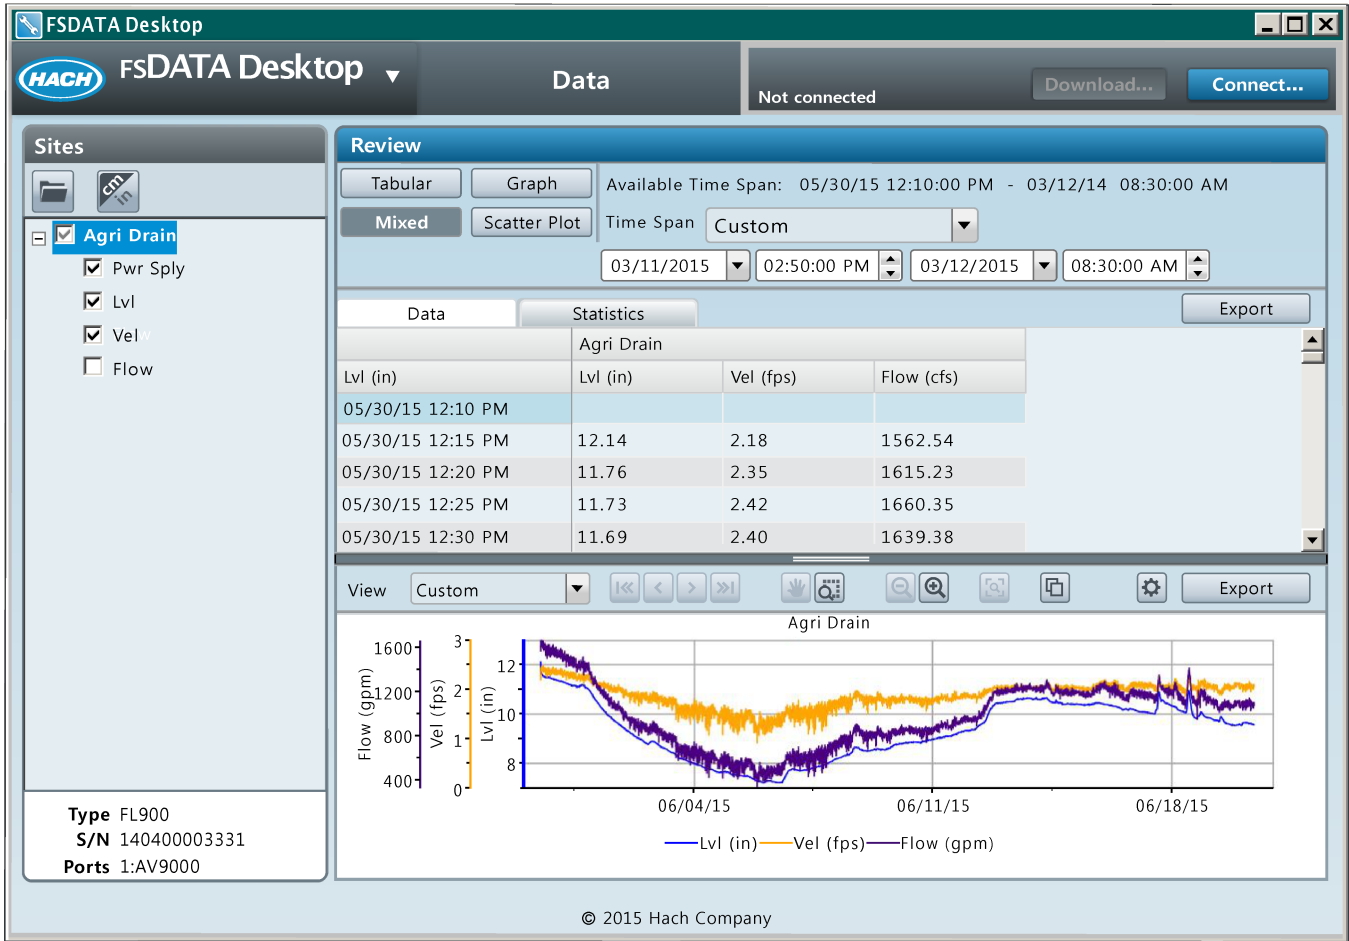 FSDATA Desktop
HACH FSDATA Desktop
Data
Not connected
Download...
Connect...
Sites
cm in
Agri Drain
Pwr Sply
Lvl
Vel
Flow
Type FL900
S/N 140400003331
Ports 1:AV9000
Review
Tabular
Graph
Mixed
Scatter Plot
Available Time Span: 05/30/15 12:10:00 PM - 03/12/14 08:30:00 AM
Time Span Custom
03/11/2015 02:50:00 PM 03/12/2015 08:30:00 AM
Data
Statistics
Export
Agri Drain
Lvl (in) Lvl (in) Vel (fps) Flow (cfs)
05/30/15 12:10 PM
05/30/15 12:15 PM 12.14 2.18 1562.54
05/30/15 12:20 PM 11.76 2.35 1615.23
05/30/15 12:25 PM 11.73 2.42 1660.35
05/30/15 12:30 PM 11.69 2.40 1639.38
View Custom
Export
Agri Drain
Flow (gpm)
1600
1200
800
400
Vel (fps)
3
2
1
0
Lvl (in)
12
10
8
06/04/15 06/11/15 06/18/15
Lvl (in) Vel (fps) Flow (gpm)
© 2015 Hach Company